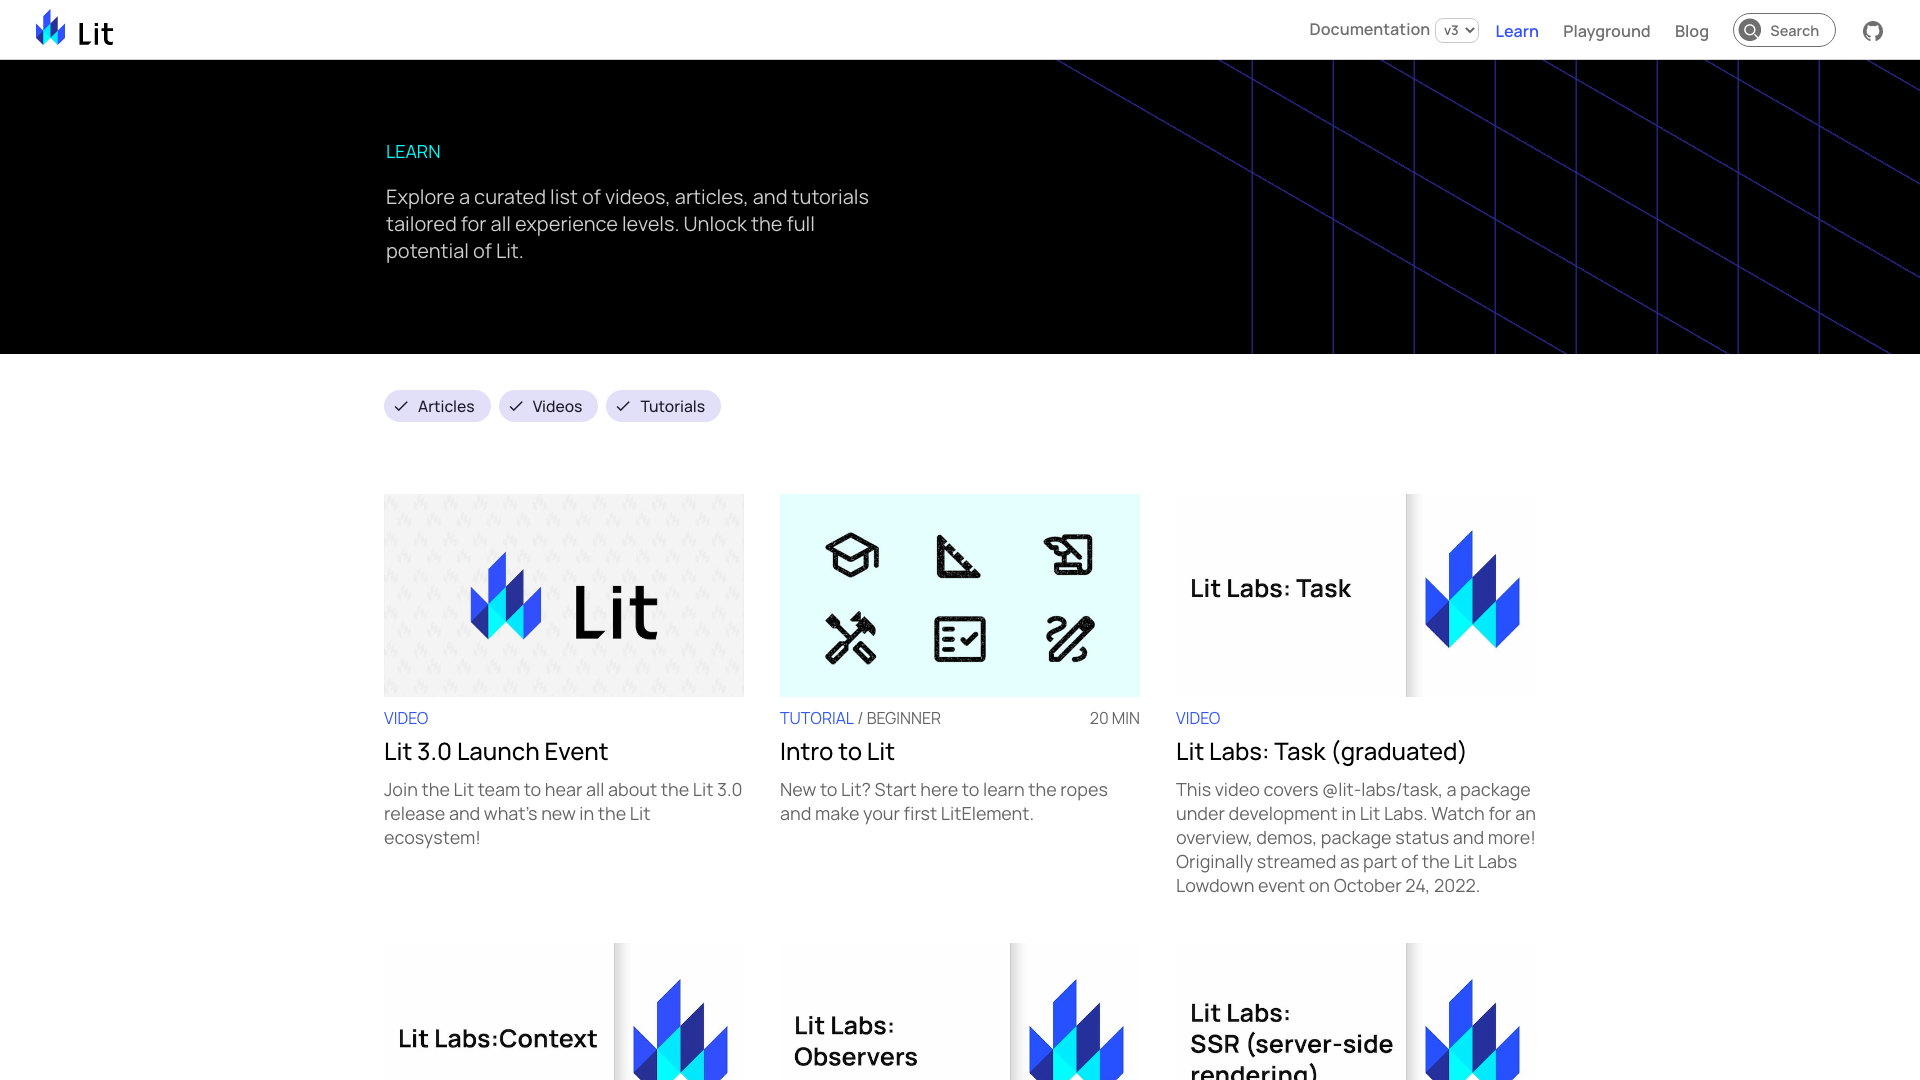 Lit
Documentation v3 Learn Playground Blog Search
LEARN
Explore a curated list of videos, articles, and tutorials
tailored for all experience levels. Unlock the full
potential of Lit.
Articles Videos Tutorials
Lit
VIDEO
Lit 3.0 Launch Event
Join the Lit team to hear all about the Lit 3.0
release and what's new in the Lit
ecosystem!
TUTORIAL / BEGINNER 20 MIN
Intro to Lit
New to Lit? Start here to learn the ropes
and make your first LitElement.
Lit Labs: Task
VIDEO
Lit Labs: Task (graduated)
This video covers @lit-labs/task, a package
under development in Lit Labs. Watch for an
overview, demos, package status and more!
Originally streamed as part of the Lit Labs
Lowdown event on October 24, 2022.
Lit Labs:Context
Lit Labs:
Observers
Lit Labs:
SSR (server-side
rendering)